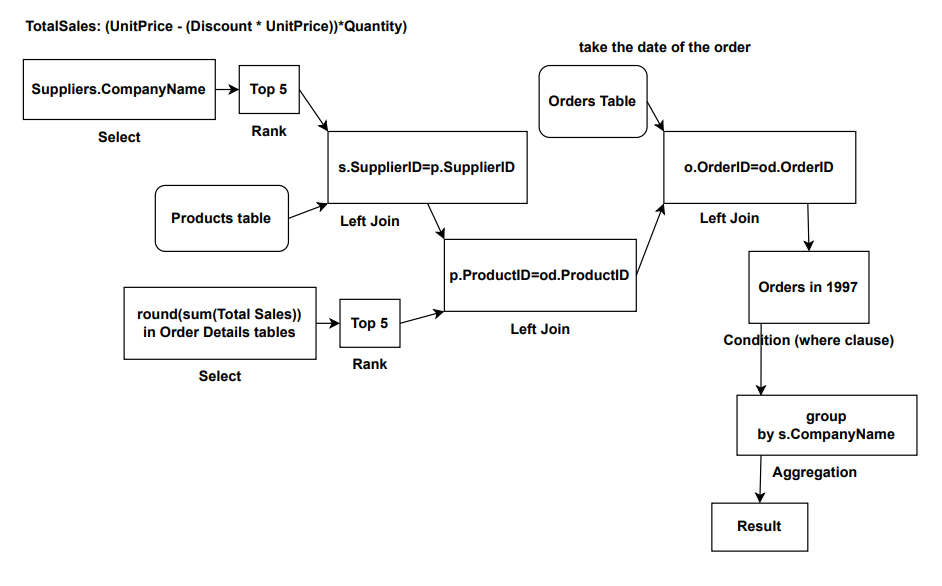 TotalSales: (UnitPrice - (Discount * UnitPrice))*Quantity)
take the date of the order
Suppliers.CompanyName
Top 5
Orders Table
Select
Rank
s.SupplierID=p.SupplierID
o.OrderID=od.OrderID
Products table
Left Join
Left Join
p.ProductID=od.ProductID
Orders in 1997
round(sum(Total Sales))
in Order Details tables
Top 5
Left Join
Condition (where clause)
Select
Rank
group
by s.CompanyName
Aggregation
Result